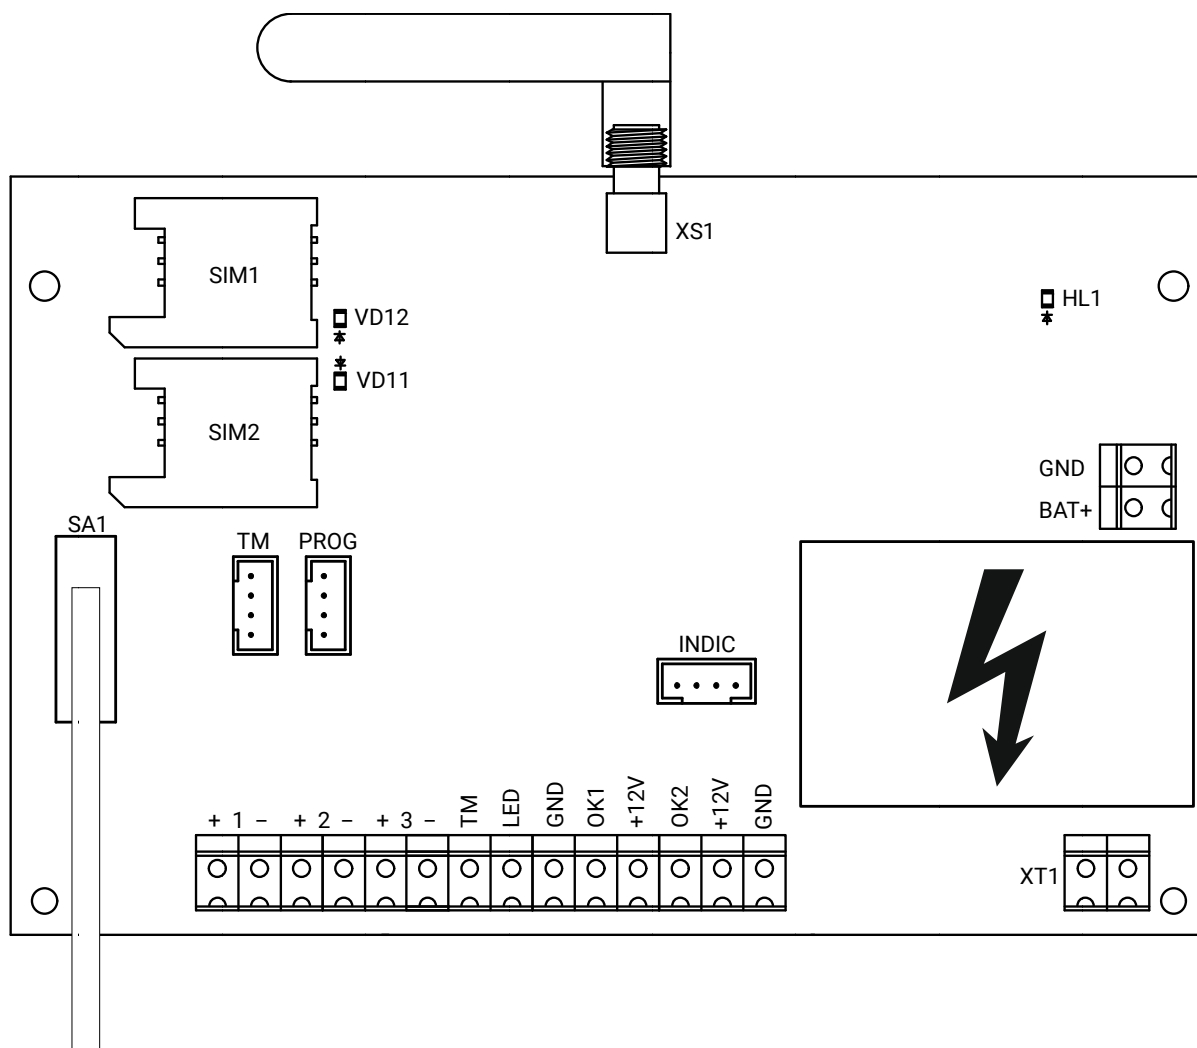 XS1
SIM1
HL1
VD12
VD11
SIM2
GND
BAT+
SA1
TM PROG
INDIC
+ 1 − + 2 − + 3 − TM LED GND OK1 +12V OK2 +12V GND
XT1